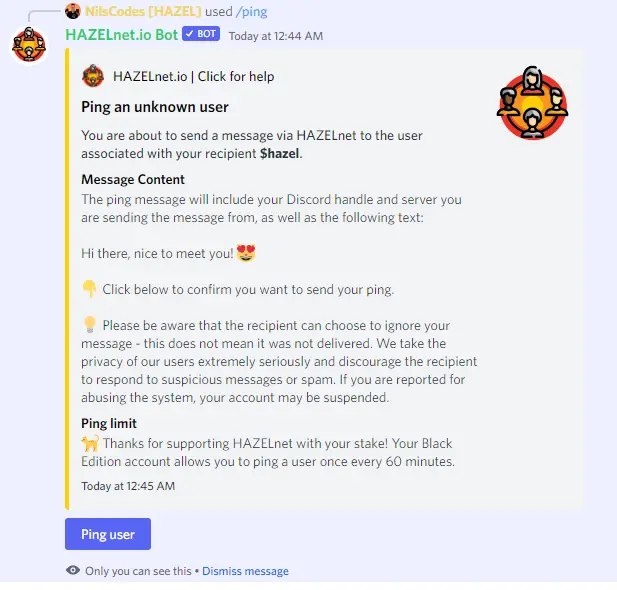 NilsCodes [HAZEL] used /ping
HAZELnet.io Bot ✓ BOT Today at 12:44 AM
HAZELnet.io | Click for help
Ping an unknown user
You are about to send a message via HAZELnet to the user
associated with your recipient $hazel.
Message Content
The ping message will include your Discord handle and server you
are sending the message from, as well as the following text:
Hi there, nice to meet you! 😍
👇 Click below to confirm you want to send your ping.
💡 Please be aware that the recipient can choose to ignore your
message - this does not mean it was not delivered. We take the
privacy of our users extremely seriously and discourage the recipient
to respond to suspicious messages or spam. If you are reported for
abusing the system, your account may be suspended.
Ping limit
🐈 Thanks for supporting HAZELnet with your stake! Your Black
Edition account allows you to ping a user once every 60 minutes.
Today at 12:45 AM
Ping user
Only you can see this • Dismiss message